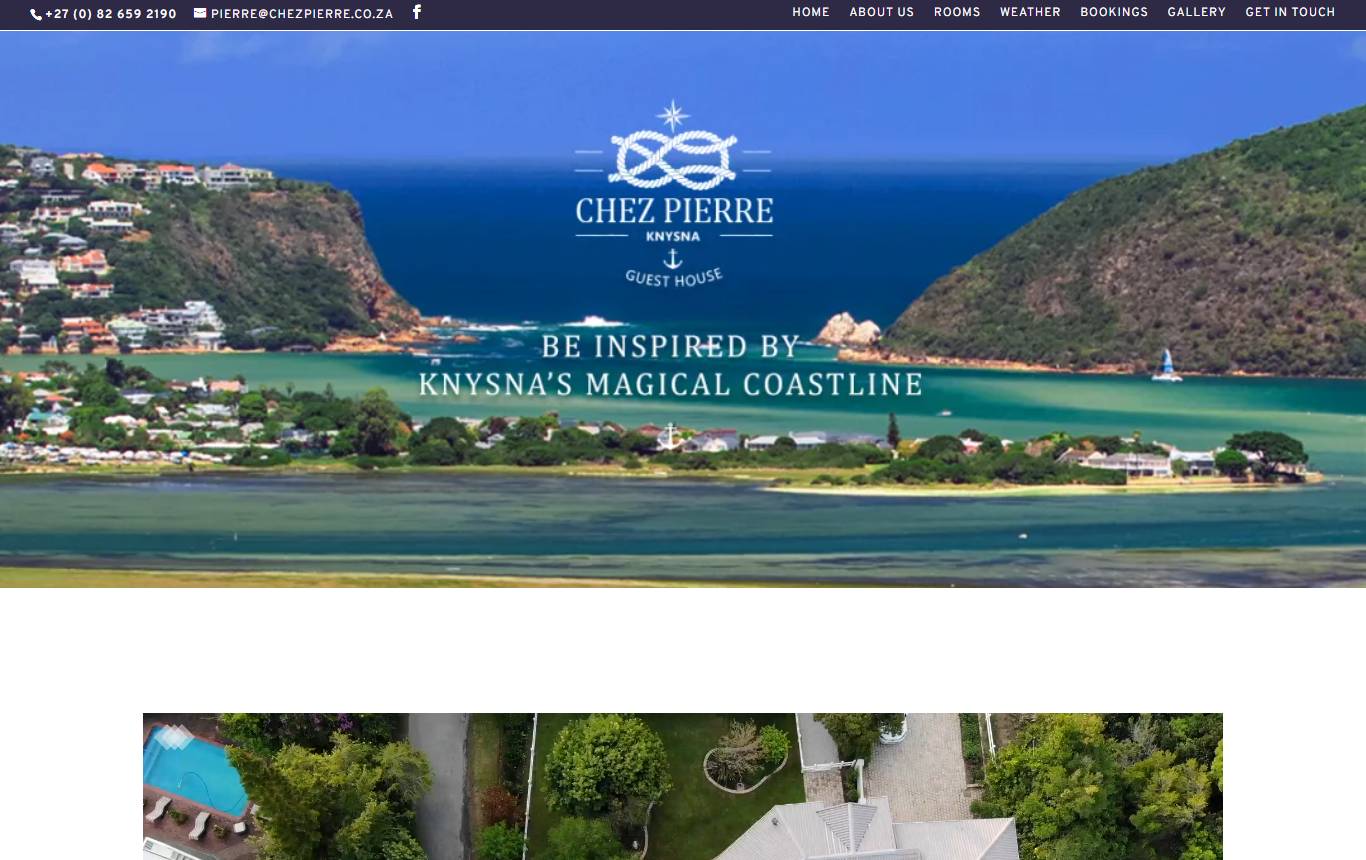 +27 (0) 82 659 2190 PIERRE@CHEZPIERRE.CO.ZA
HOME ABOUT US ROOMS WEATHER BOOKINGS GALLERY GET IN TOUCH
CHEZ PIERRE
KNYSNA
GUEST HOUSE
BE INSPIRED BY
KNYSNA’S MAGICAL COASTLINE